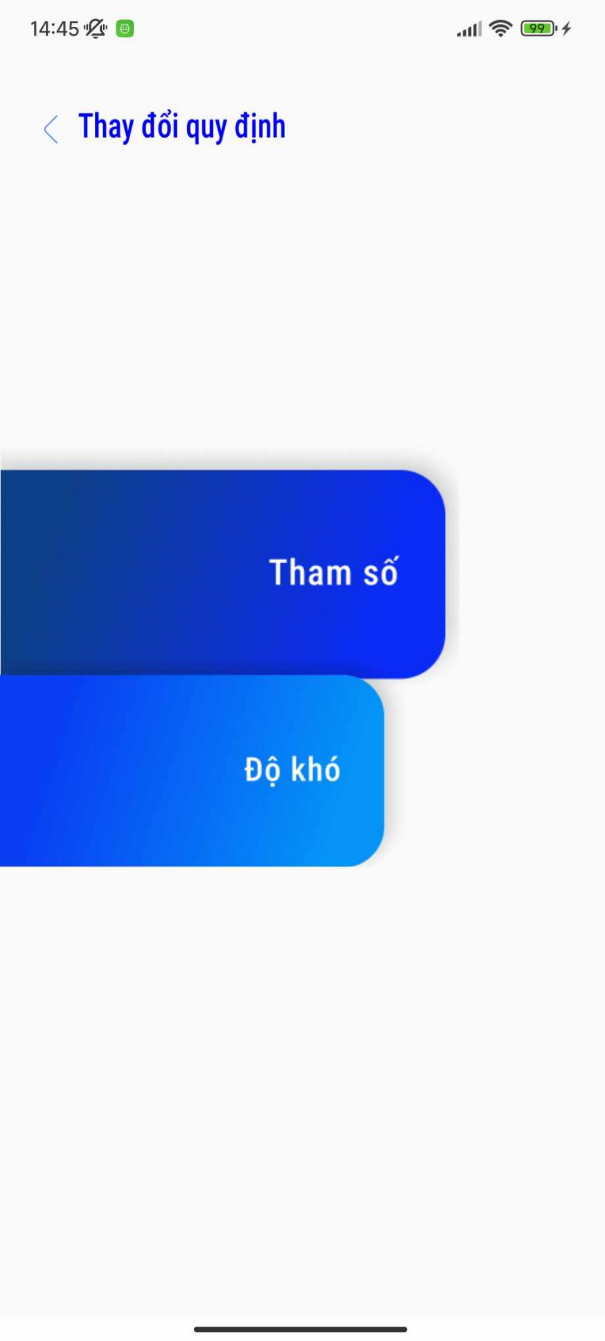 14:45
99
Thay đổi quy định
Tham số
Độ khó